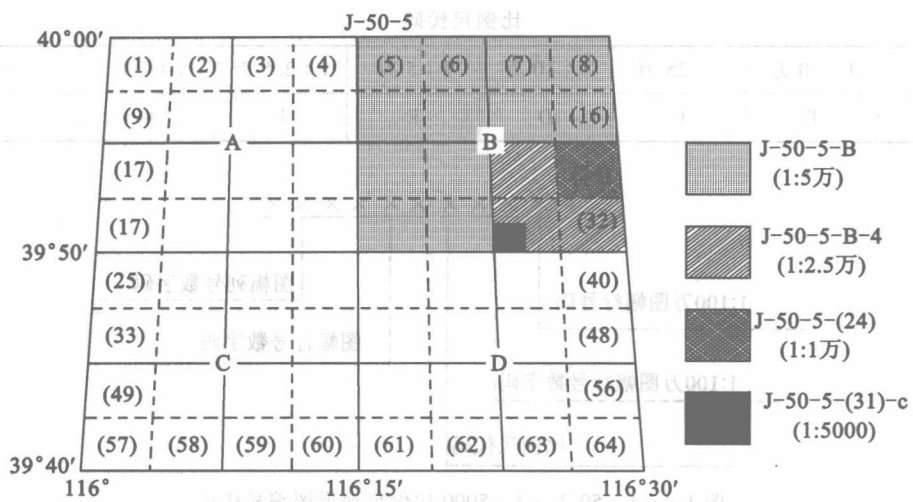 J-50-5
40°00′
(1) (2) (3) (4) (5) (6) (7) (8)
(9) (16)
A B
(17)
(17) (32)
39°50′
(25) (40)
(33) (48)
C D
(49) (56)
(57) (58) (59) (60) (61) (62) (63) (64)
39°40′
116° 116°15′ 116°30′
J-50-5-B
(1:5万)
J-50-5-B-4
(1:2.5万)
J-50-5-(24)
(1:1万)
J-50-5-(31)-c
(1:5000)